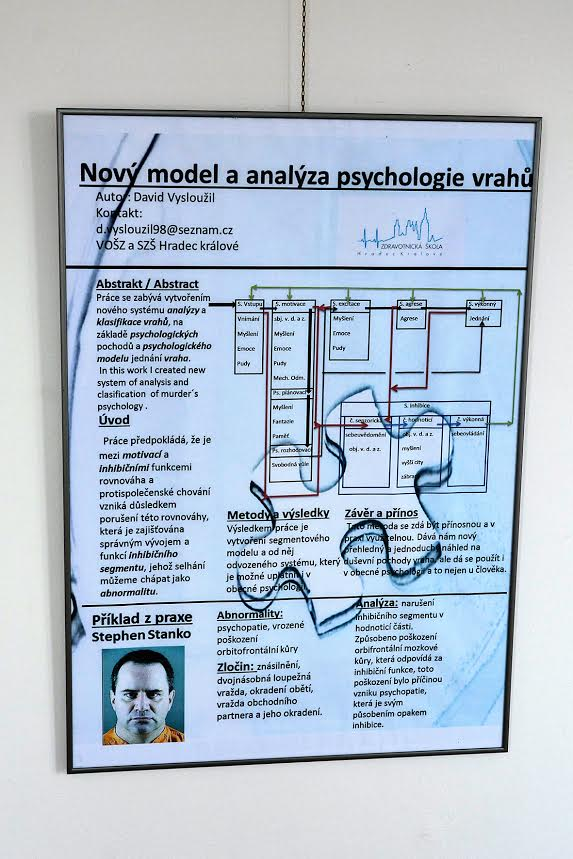 Nový model a analýza psychologie vrahů
Autor: David Vysloužil
Kontakt:
d.vyslouzil98@seznam.cz
VOŠZ a SZŠ Hradec králové
ZDRAVOTNICKÁ ŠKOLA
Hradec Králové
Abstrakt / Abstract
Práce se zabývá vytvořením
nového systému analýzy a
klasifikace vrahů, na
základě psychologických
pochodů a psychologického
modelu jednání vraha.
In this work I created new
system of analysis and
clasification of murder´s
psychology .
Úvod
Práce předpokládá, že je
mezi motivací a
inhibičními funkcemi
rovnováha a
protispolečenské chování
vzniká důsledkem
porušení této rovnováhy,
která je zajišťována
správným vývojem a
funkcí inhibičního
segmentu, jehož selhání
můžeme chápat jako
abnormalitu.
S. Vstupu
Vnímání
Myšlení
Emoce
Pudy
S. motivace
obj. v. d. a z.
Myšlení
Emoce
Pudy
Mech. Odm.
Ps. plánovací
Myšlení
Fantazie
Paměť
Ps. rozhodovací
Svobodná vůle
S. excitace
Myšlení
Emoce
Pudy
S. agrese
Agrese
S. výkonný
Jednání
S. inhibice
č. senzorická
sebeuvědomění
obj. v. d. a z.
č. hodnotící
obj. v. d. a z.
myšlení
vyšší city
č. výkonná
sebeovládání
Metody a výsledky
Výsledkem práce je
vytvoření segmentového
modelu a od něj
odvozeného systému, který
je možné uplatnit v
obecné psychologii.
Závěr a přínos
Tato metoda se zdá být přínosnou a v
praxi využitelnou. Dává nám nový
přehledný a jednoduchý náhled na
duševní pochody vraha, ale dá se použít i
v obecné psychologii a to nejen u člověka.
Příklad z praxe
Stephen Stanko
Abnormality:
psychopatie, vrozené
poškození
orbitofrontální kůry
Zločin: znásilnění,
dvojnásobná loupežná
vražda, okradení obětí,
vražda obchodního
partnera a jeho okradení.
Analýza: narušení
inhibičního segmentu v
hodnotící části.
Způsobeno poškození
orbifrontální mozkové
kůry, která odpovídá za
inhibiční funkce, toto
poškození bylo příčinou
vzniku psychopatie,
která je svým
působením opakem
inhibice.